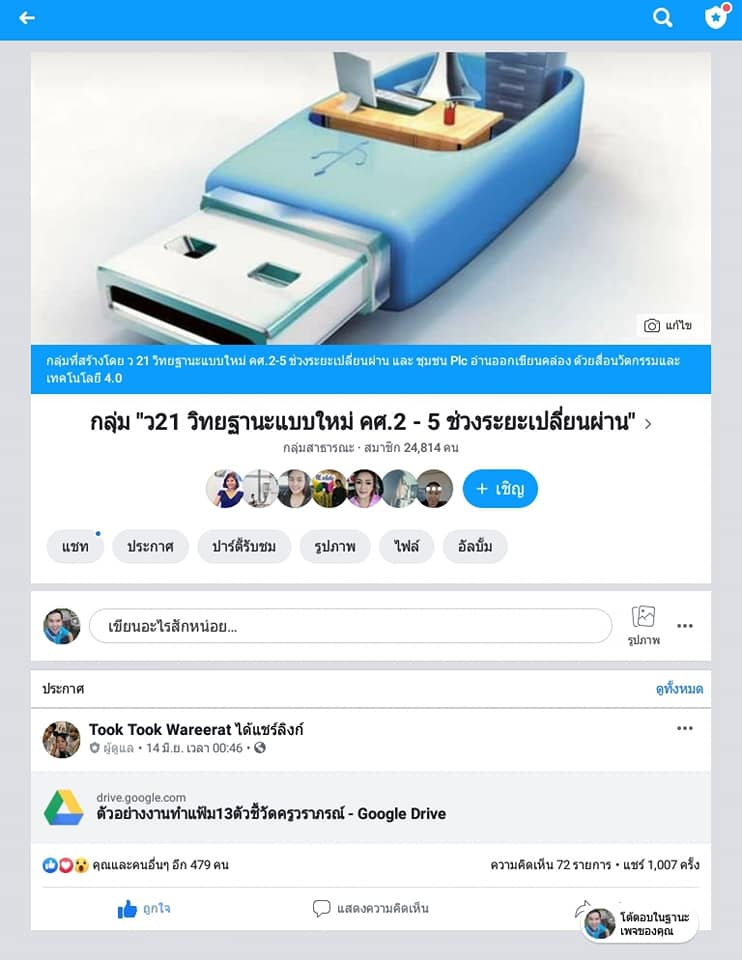 แก้ไข
กลุ่มที่สร้างโดย ว 21 วิทยฐานะแบบใหม่ คศ.2-5 ช่วงระยะเปลี่ยนผ่าน และ ชุมชน Plc อ่านออกเขียนคล่อง ด้วยสื่อนวัตกรรมและ
เทคโนโลยี 4.0
กลุ่ม "ว21 วิทยฐานะแบบใหม่ คศ.2 - 5 ช่วงระยะเปลี่ยนผ่าน"
กลุ่มสาธารณะ · สมาชิก 24,814 คน
+ เชิญ
แชท ประกาศ ปาร์ตี้รับชม รูปภาพ ไฟล์ อัลบั้ม
เขียนอะไรสักหน่อย...
รูปภาพ
ประกาศ ดูทั้งหมด
Took Took Wareerat ได้แชร์ลิงก์
ผู้ดูแล • 14 มิ.ย. เวลา 00:46 •
drive.google.com
ตัวอย่างงานทำแฟ้ม13ตัวชี้วัดครูวราภรณ์ - Google Drive
คุณและคนอื่นๆ อีก 479 คน ความคิดเห็น 72 รายการ • แชร์ 1,007 ครั้ง
ถูกใจ แสดงความคิดเห็น
โต้ตอบในฐานะ
เพจของคุณ